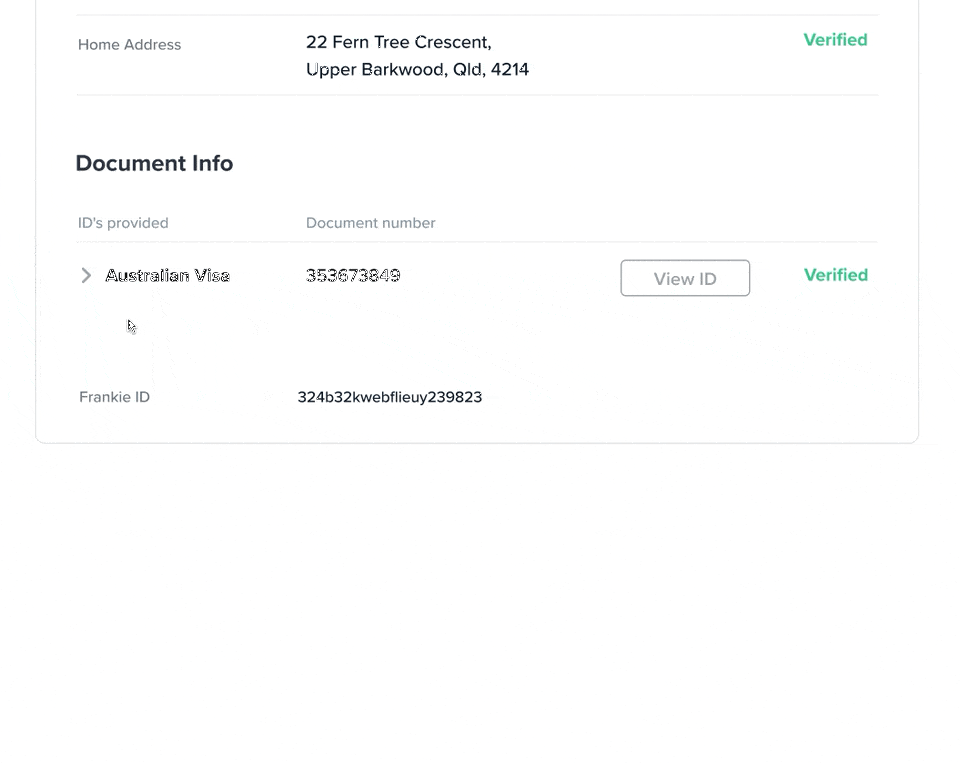 Home Address
22 Fern Tree Crescent,
Upper Barkwood, Qld, 4214
Verified
Document Info
ID's provided Document number
Australian Visa 353673849 View ID Verified
Frankie ID 324b32kwebflieuy239823